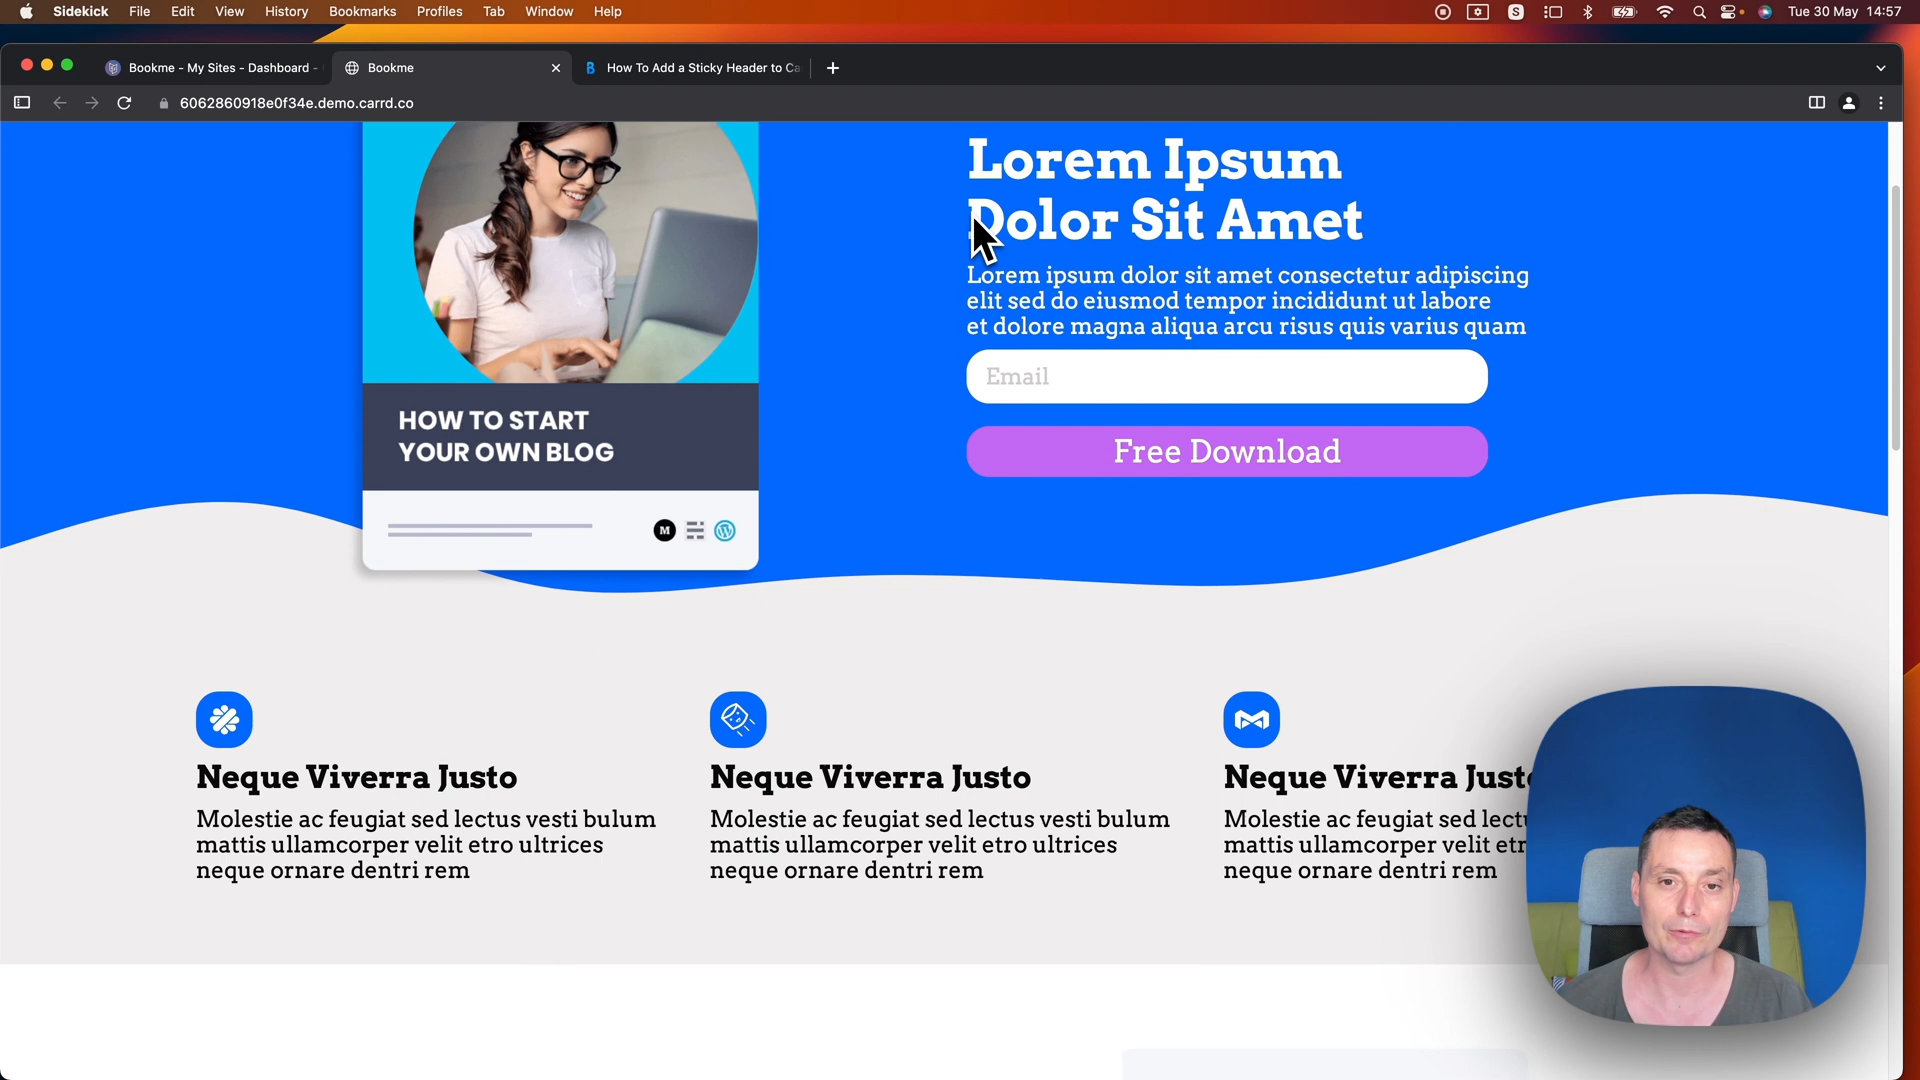 Sidekick File Edit View History Bookmarks Profiles Tab Window Help
S
Tue 30 May 14:57
Bookme - My Sites - Dashboard -
Bookme
B How To Add a Sticky Header to Ca
6062860918e0f34e.demo.carrd.co
HOW TO START
YOUR OWN BLOG
M
Lorem Ipsum
Dolor Sit Amet
Lorem ipsum dolor sit amet consectetur adipiscing
elit sed do eiusmod tempor incididunt ut labore
et dolore magna aliqua arcu risus quis varius quam
Email
Free Download
Neque Viverra Justo
Molestie ac feugiat sed lectus vesti bulum
mattis ullamcorper velit etro ultrices
neque ornare dentri rem
Neque Viverra Justo
Molestie ac feugiat sed lectus vesti bulum
mattis ullamcorper velit etro ultrices
neque ornare dentri rem
Neque Viverra Justo
Molestie ac feugiat sed lectu
mattis ullamcorper velit etr
neque ornare dentri rem